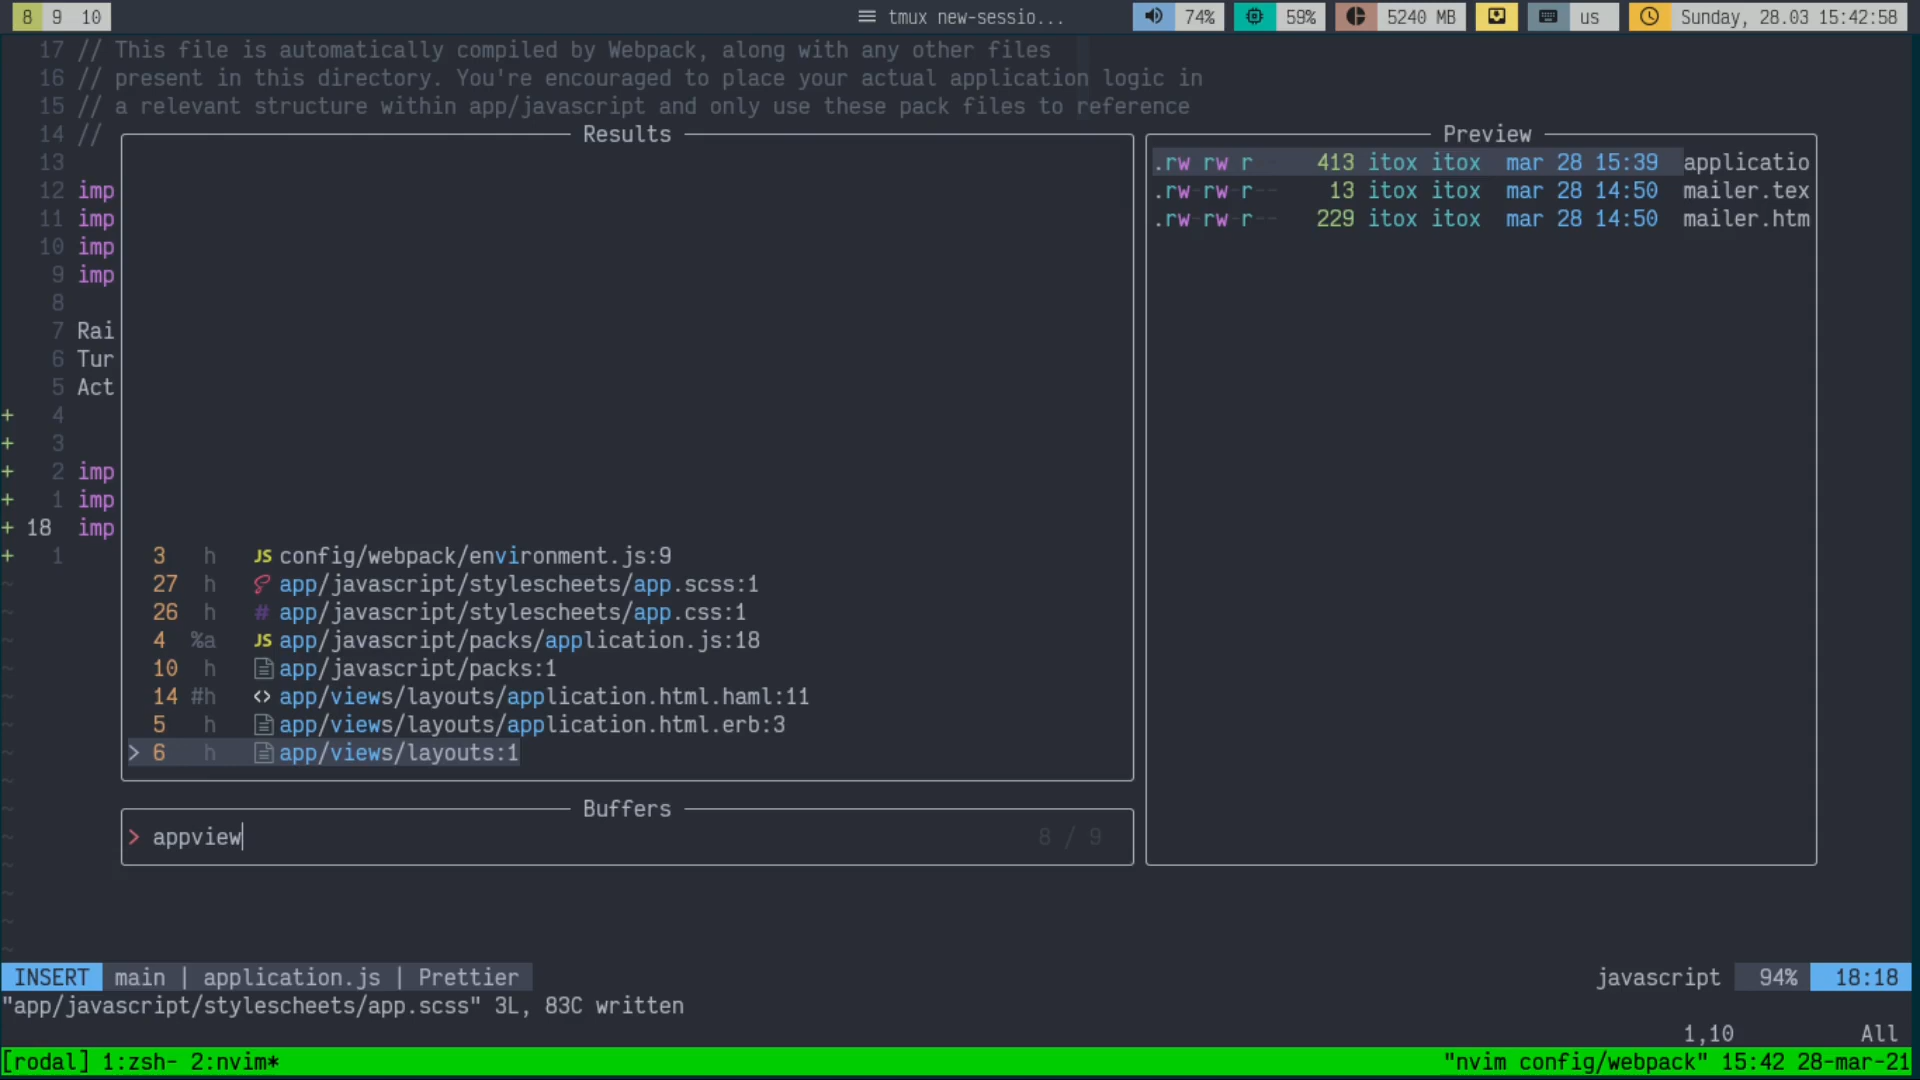 8 9 10 tmux new-sessio... 74% 59% 5240 MB us Sunday, 28.03 15:42:58
17 // This file is automatically compiled by Webpack, along with any other files
16 // present in this directory. You're encouraged to place your actual application logic in
15 // a relevant structure within app/javascript and only use these pack files to reference
14 //
Results
Preview
13
.rw rw r 413 itox itox mar 28 15:39 applicatio
12 imp
.rw-rw-r-- 13 itox itox mar 28 14:50 mailer.tex
11 imp
.rw-rw-r-- 229 itox itox mar 28 14:50 mailer.htm
10 imp
9 imp
8
7 Rai
6 Tur
5 Act
+ 4
+ 3
+ 2 imp
+ 1 imp
+ 18 imp
+ 1
3 h JS config/webpack/environment.js:9
~ 27 h app/javascript/stylescheets/app.scss:1
~ 26 h # app/javascript/stylescheets/app.css:1
~ 4 %a JS app/javascript/packs/application.js:18
~ 10 h app/javascript/packs:1
~ 14 #h <> app/views/layouts/application.html.haml:11
~ 5 h app/views/layouts/application.html.erb:3
~ > 6 h app/views/layouts:1
~
~
Buffers
~ > appview 8 / 9
~
~
~
~
INSERT main | application.js | Prettier javascript 94% 18:18
"app/javascript/stylescheets/app.scss" 3L, 83C written
1,10 All
[rodal] 1:zsh- 2:nvim* "nvim config/webpack" 15:42 28-mar-21